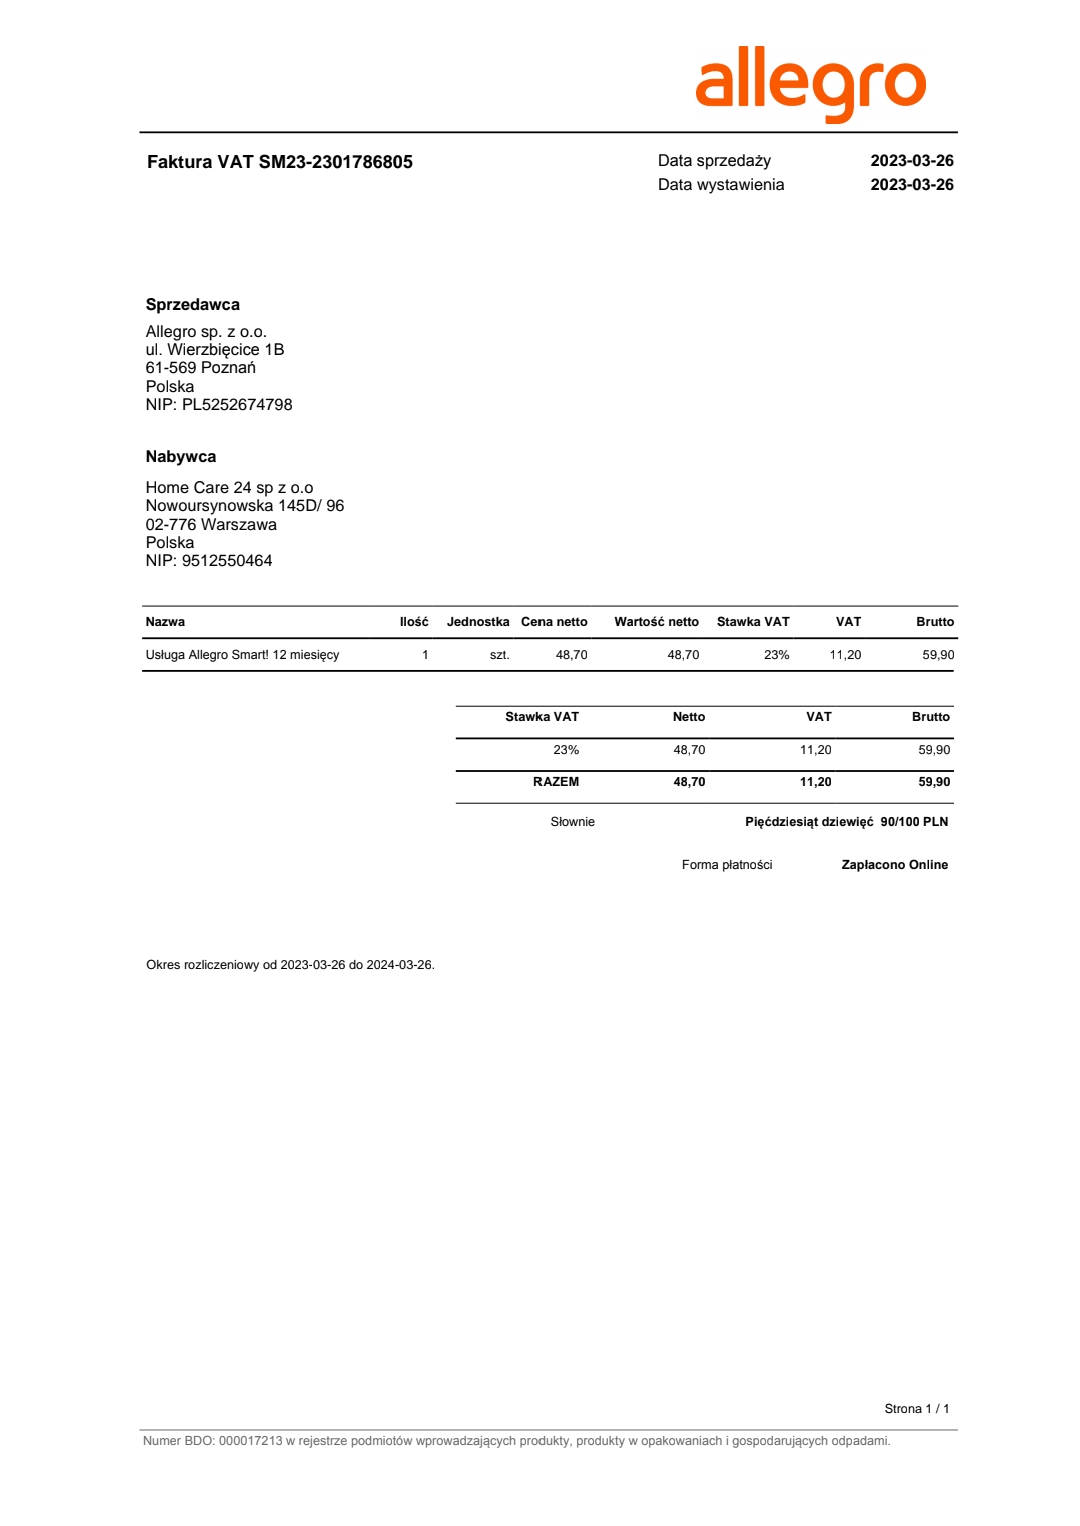 allegro
Faktura VAT SM23-2301786805
Data sprzedaży 2023-03-26
Data wystawienia 2023-03-26
Sprzedawca
Allegro sp. z o.o.
ul. Wierzbięcice 1B
61-569 Poznań
Polska
NIP: PL5252674798
Nabywca
Home Care 24 sp z o.o
Nowoursynowska 145D/ 96
02-776 Warszawa
Polska
NIP: 9512550464
Nazwa Ilość Jednostka Cena netto Wartość netto Stawka VAT VAT Brutto
Usługa Allegro Smart! 12 miesięcy 1 szt. 48,70 48,70 23% 11,20 59,90
Stawka VAT Netto VAT Brutto
23% 48,70 11,20 59,90
RAZEM 48,70 11,20 59,90
Słownie Pięćdziesiąt dziewięć 90/100 PLN
Forma płatności Zapłacono Online
Okres rozliczeniowy od 2023-03-26 do 2024-03-26.
Strona 1 / 1
Numer BDO: 000017213 w rejestrze podmiotów wprowadzających produkty, produkty w opakowaniach i gospodarujących odpadami.